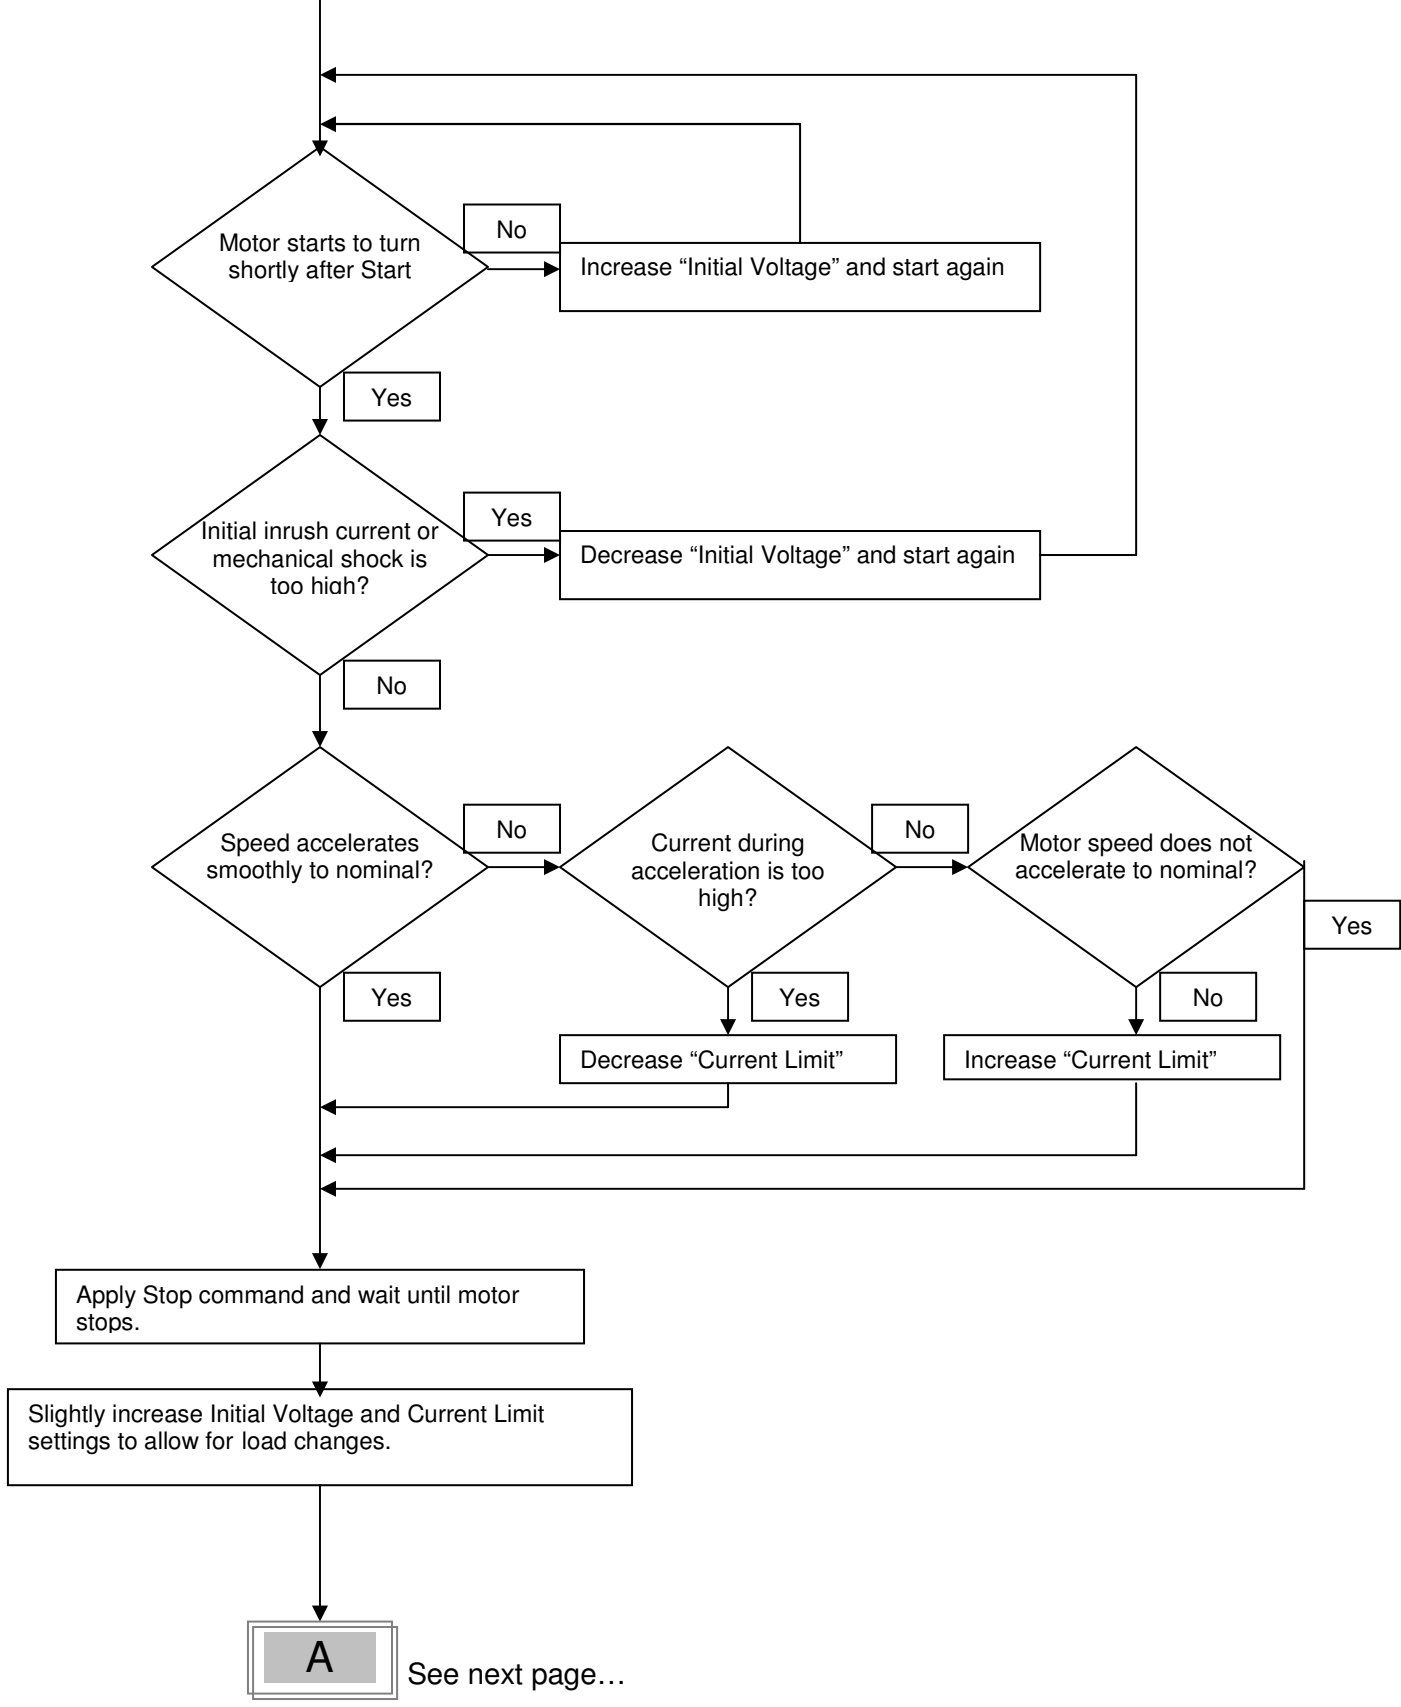 No
Motor starts to turn
shortly after Start
Increase “Initial Voltage” and start again
Yes
Yes
Initial inrush current or
mechanical shock is
too high?
Decrease “Initial Voltage” and start again
No
No
No
Speed accelerates
smoothly to nominal?
Current during
acceleration is too
high?
Motor speed does not
accelerate to nominal?
Yes
Yes
Yes
No
Decrease “Current Limit”
Increase “Current Limit”
Apply Stop command and wait until motor
stops.
Slightly increase Initial Voltage and Current Limit
settings to allow for load changes.
A
See next page…